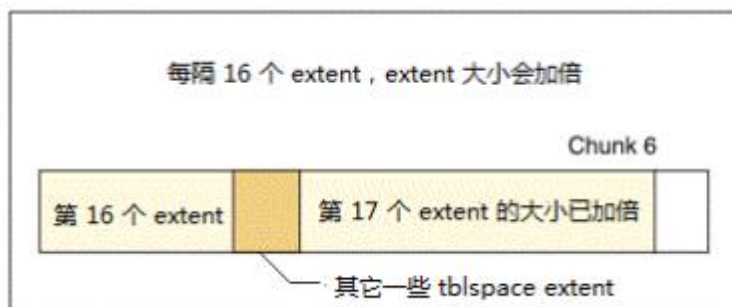 每隔 16 个 extent，extent 大小会加倍
Chunk 6
第 16 个 extent
第 17 个 extent 的大小已加倍
其它一些 tblspace extent